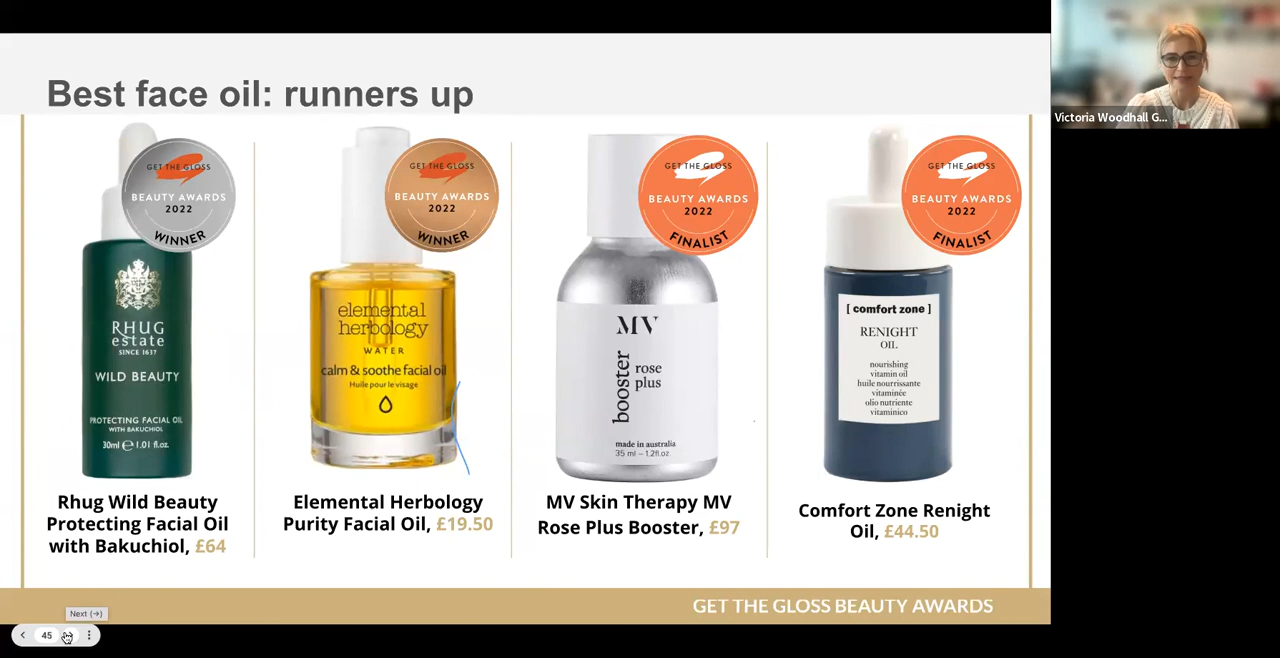 Best face oil: runners up
GET THE GLOSS
BEAUTY AWARDS
2022
WINNER
RHUG
estate
SINCE 1637
WILD BEAUTY
PROTECTING FACIAL OIL
WITH BAKUCHIOL
30ml e 1.01 fl.oz.
Rhug Wild Beauty
Protecting Facial Oil
with Bakuchiol, £64
GET THE GLOSS
BEAUTY AWARDS
2022
WINNER
elemental
herbology
WATER
calm & soothe facial oil
Huile pour le visage
Elemental Herbology
Purity Facial Oil, £19.50
GET THE GLOSS
BEAUTY AWARDS
2022
FINALIST
MV
booster
rose
plus
made in australia
35 ml – 1.2fl.oz.
MV Skin Therapy MV
Rose Plus Booster, £97
GET THE GLOSS
BEAUTY AWARDS
2022
FINALIST
[ comfort zone ]
RENIGHT
OIL
nourishing
vitamin oil
huile nourrissante
vitaminée
olio nutriente
vitaminico
Comfort Zone Renight
Oil, £44.50
GET THE GLOSS BEAUTY AWARDS
Next (→)
45
Victoria Woodhall G...